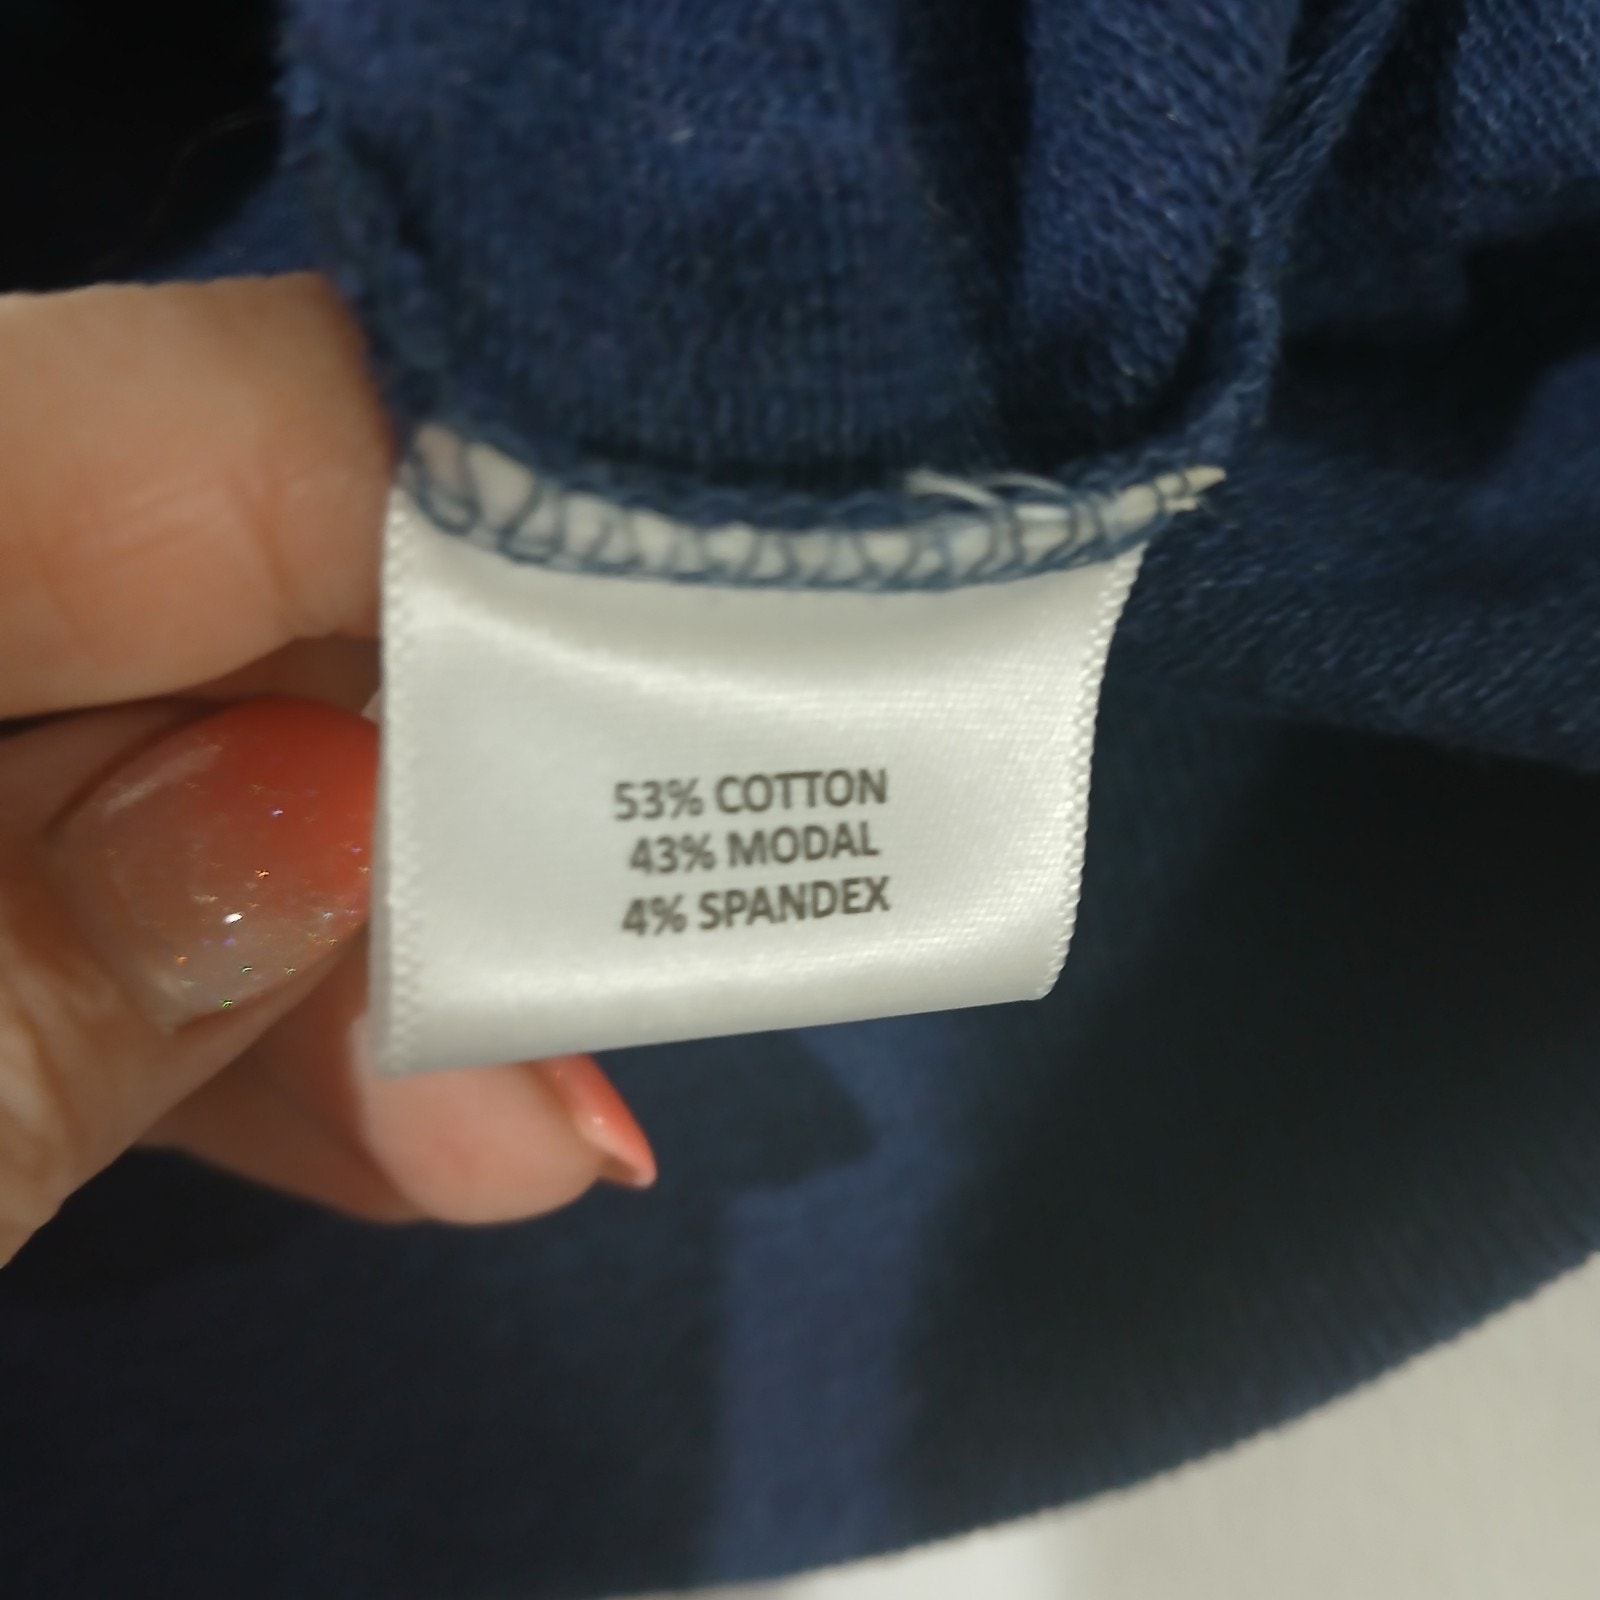 53% COTTON
43% MODAL
4% SPANDEX